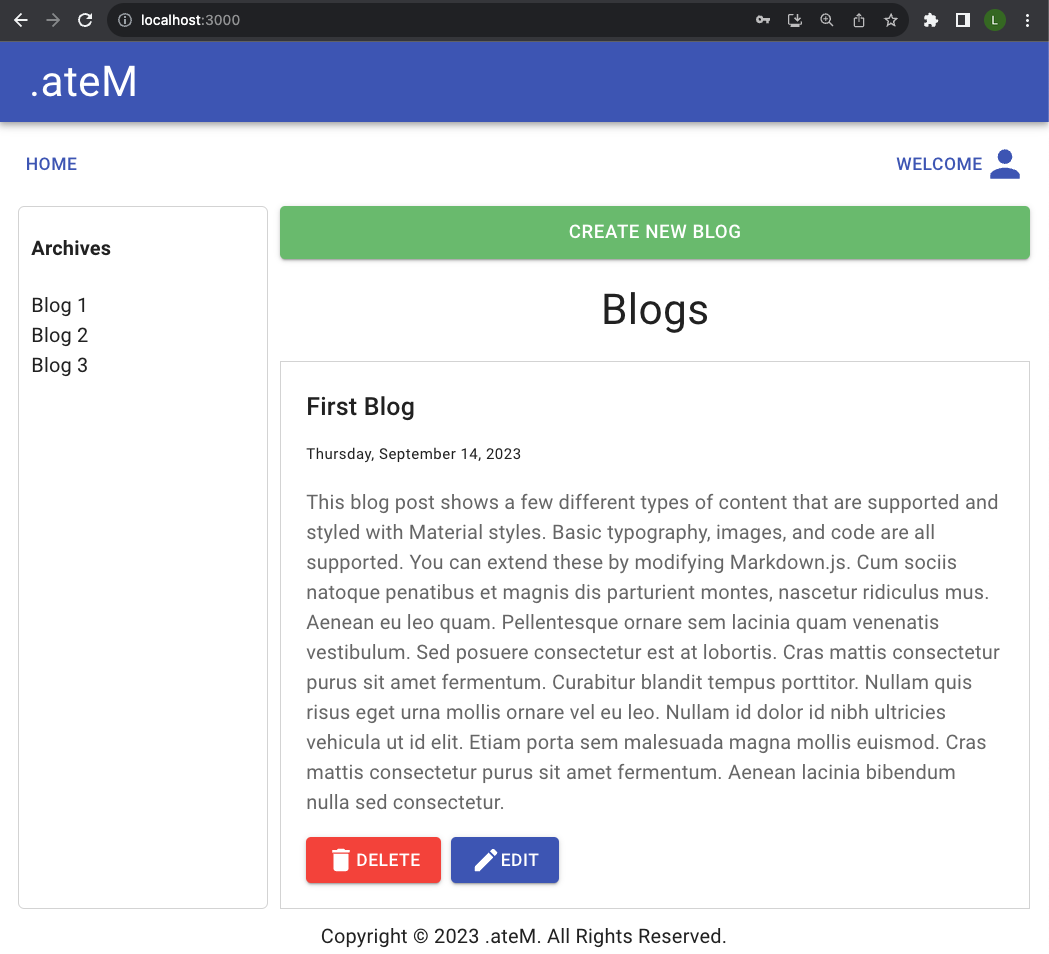 localhost:3000
L
.ateM
HOME
WELCOME
Archives
Blog 1
Blog 2
Blog 3
CREATE NEW BLOG
Blogs
First Blog
Thursday, September 14, 2023
This blog post shows a few different types of content that are supported and
styled with Material styles. Basic typography, images, and code are all
supported. You can extend these by modifying Markdown.js. Cum sociis
natoque penatibus et magnis dis parturient montes, nascetur ridiculus mus.
Aenean eu leo quam. Pellentesque ornare sem lacinia quam venenatis
vestibulum. Sed posuere consectetur est at lobortis. Cras mattis consectetur
purus sit amet fermentum. Curabitur blandit tempus porttitor. Nullam quis
risus eget urna mollis ornare vel eu leo. Nullam id dolor id nibh ultricies
vehicula ut id elit. Etiam porta sem malesuada magna mollis euismod. Cras
mattis consectetur purus sit amet fermentum. Aenean lacinia bibendum
nulla sed consectetur.
DELETE
EDIT
Copyright © 2023 .ateM. All Rights Reserved.